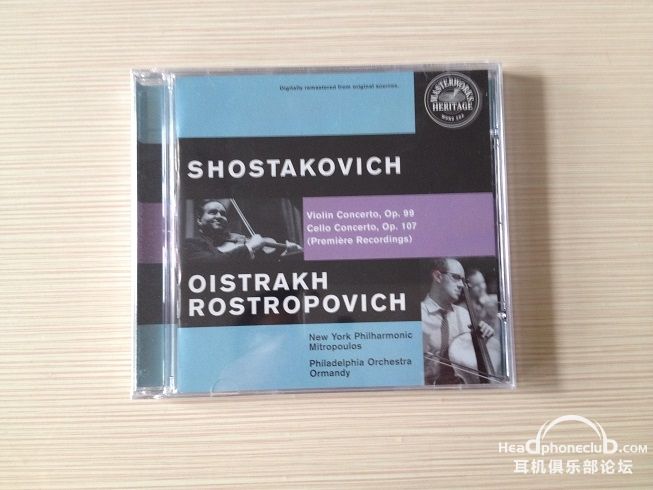 Digitally remastered from original sources.
MASTERWORKS
HERITAGE
SHOSTAKOVICH
Violin Concerto, Op. 99
Cello Concerto, Op. 107
(Première Recordings)
OISTRAKH
ROSTROPOVICH
New York Philharmonic
Mitropoulos
Philadelphia Orchestra
Ormandy
HeadphonecluD.com
耳机俱乐部论坛